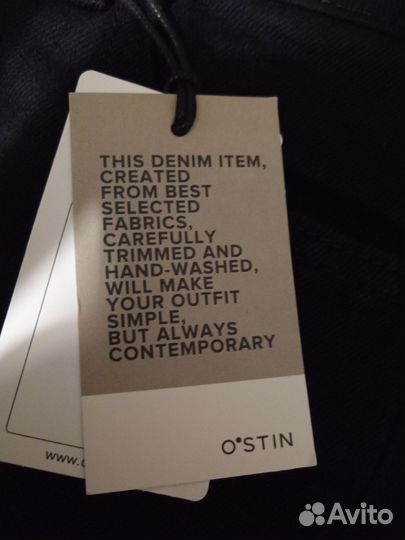 THIS DENIM ITEM,
CREATED
FROM BEST
SELECTED
FABRICS,
CAREFULLY
TRIMMED AND
HAND-WASHED,
WILL MAKE
YOUR OUTFIT
SIMPLE,
BUT ALWAYS
CONTEMPORARY
O'STIN
www.
Avito